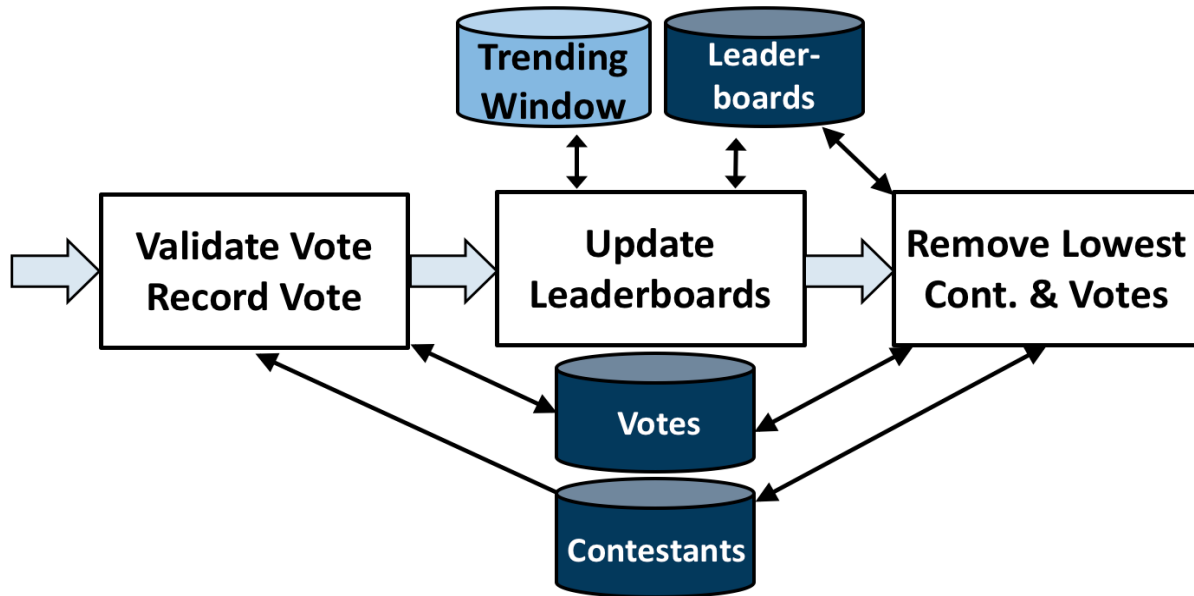 Trending
Window
Leader-
boards
Validate Vote
Record Vote
Update
Leaderboards
Remove Lowest
Cont. & Votes
Votes
Contestants